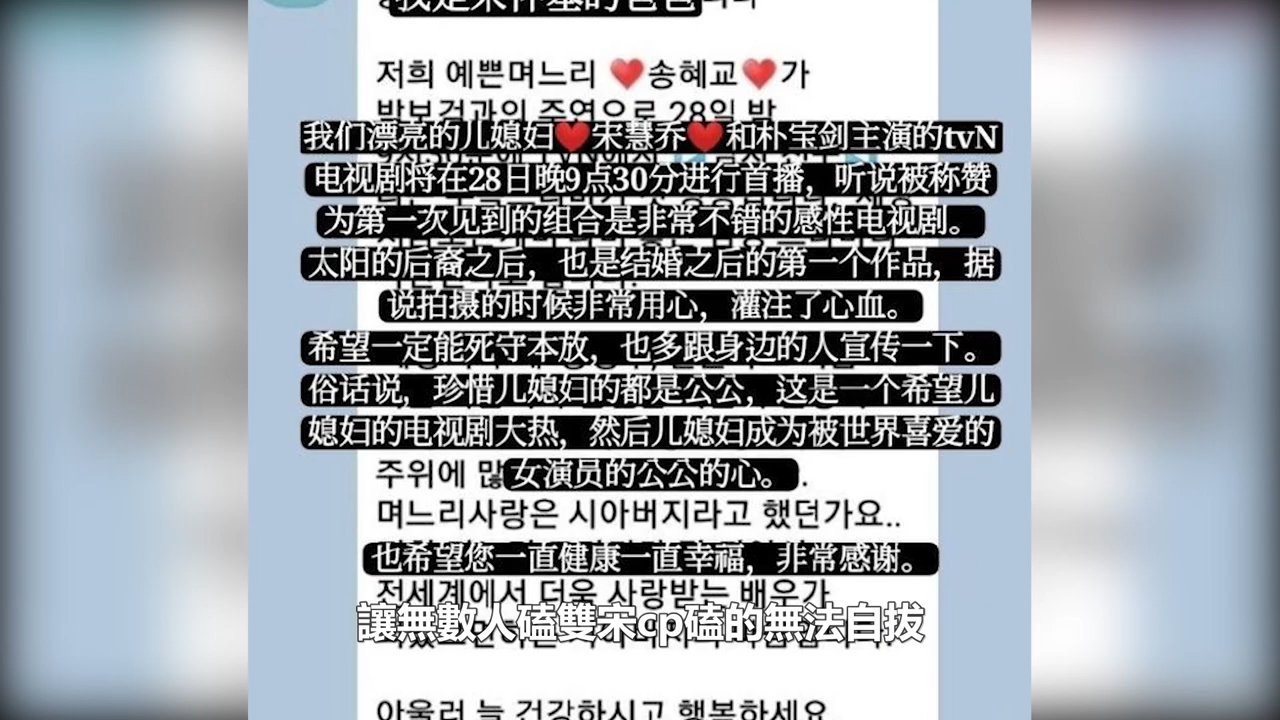 我是宋仲基的爸爸
저희 예쁜며느리 ❤️송혜교❤️가
박보검과의 주연으로 28일 밤
我们漂亮的儿媳妇❤️宋慧乔❤️和朴宝剑主演的tvN
电视剧将在28日晚9点30分进行首播，听说被称赞
为第一次见到的组合是非常不错的感性电视剧。
太阳的后裔之后，也是结婚之后的第一个作品，据
说拍摄的时候非常用心，灌注了心血。
希望一定能死守本放，也多跟身边的人宣传一下。
俗话说，珍惜儿媳妇的都是公公，这是一个希望儿
媳妇的电视剧大热，然后儿媳妇成为被世界喜爱的
주위에 많 女演员的公公的心。 .
며느리사랑은 시아버지라고 했던가요..
也希望您一直健康一直幸福，非常感谢。
전세계에서 더욱 사랑받는 배우가
讓無數人磕雙宋cp磕的無法自拔
아울러 늘 건강하시고 행복하세요.